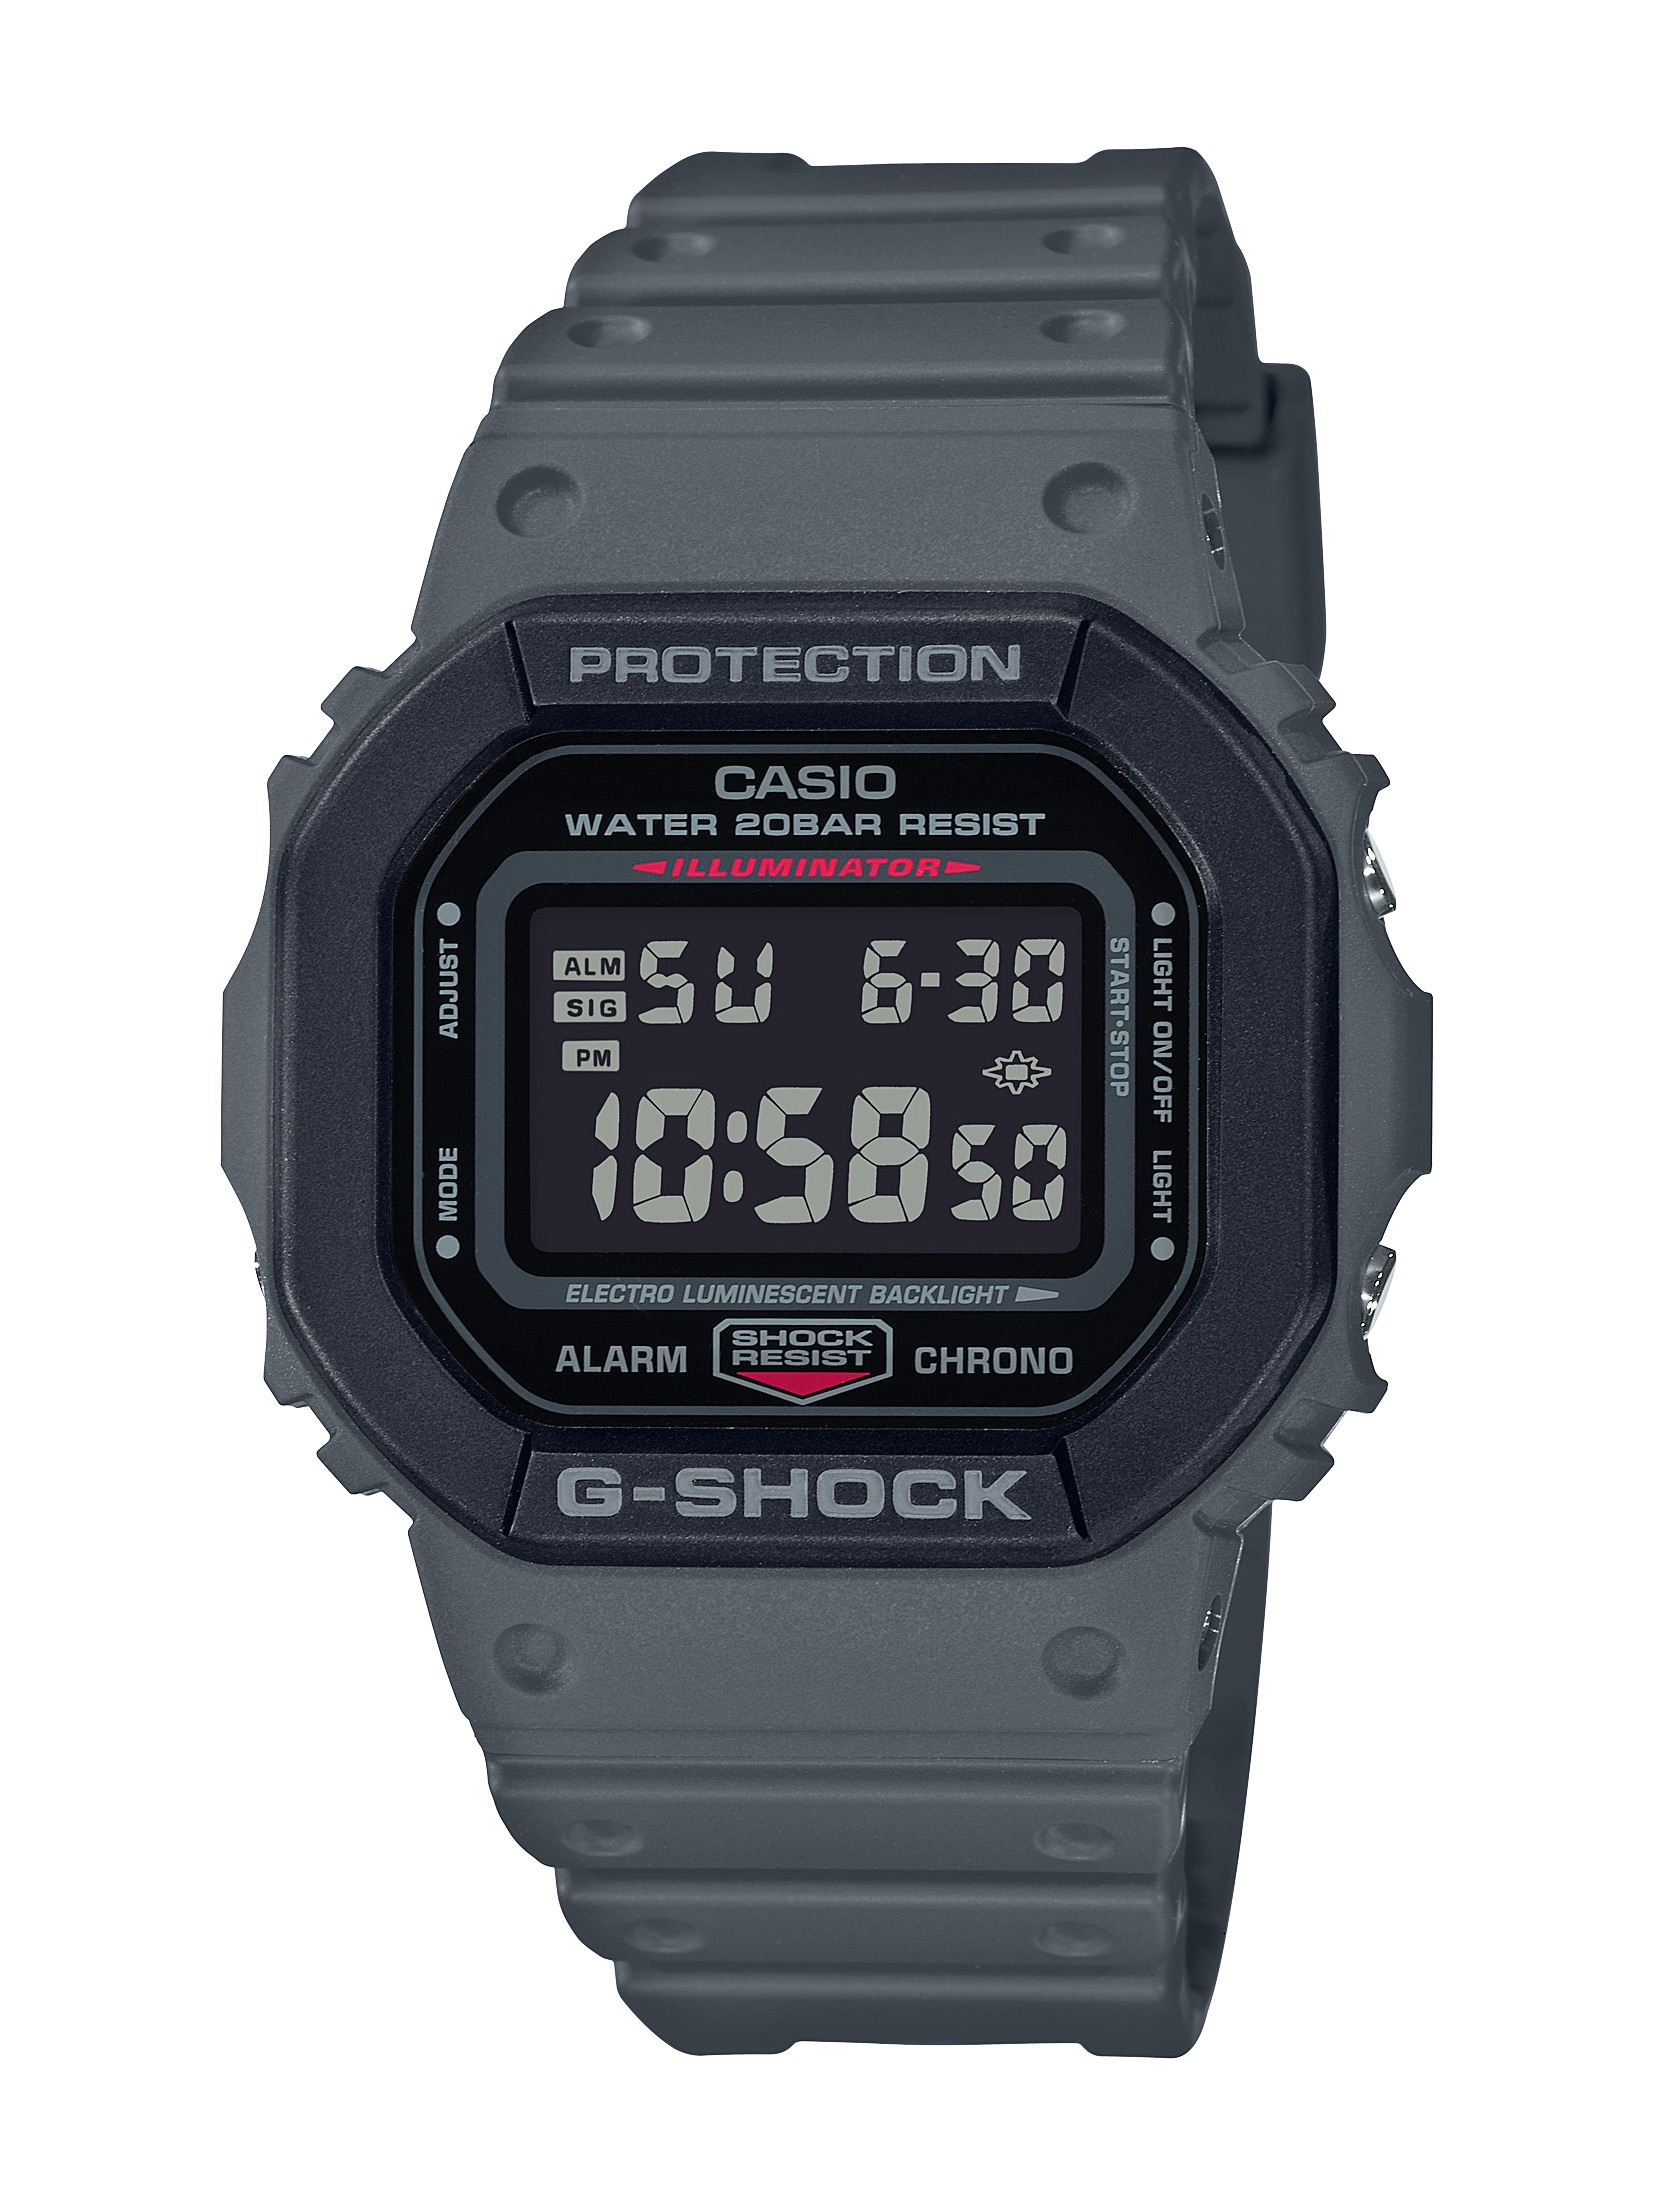 PROTECTION
CASIO
WATER 20BAR RESIST
ILLUMINATOR
ADJUST
MODE
ALM
SIG
SU 6-30
PM
10:58 50
START•STOP
LIGHT ON/OFF
LIGHT
ELECTRO LUMINESCENT BACKLIGHT
ALARM
SHOCK
RESIST
CHRONO
G-SHOCK